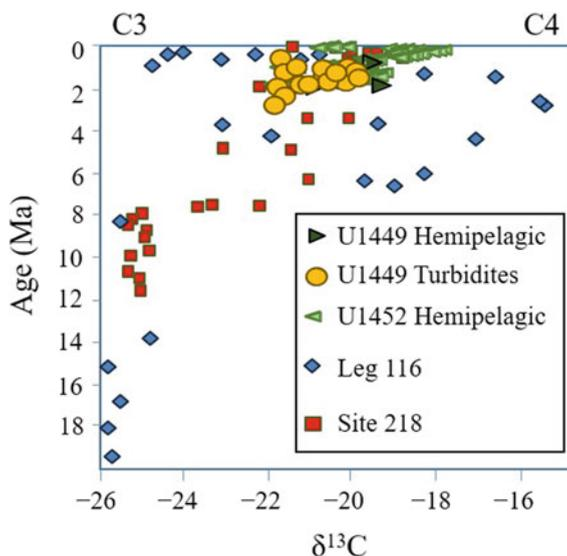 C3 C4
0
2
4
6
8
10
12
14
16
18
Age (Ma)
U1449 Hemipelagic
U1449 Turbidites
U1452 Hemipelagic
Leg 116
Site 218
−26 −24 −22 −20 −18 −16
δ¹³C